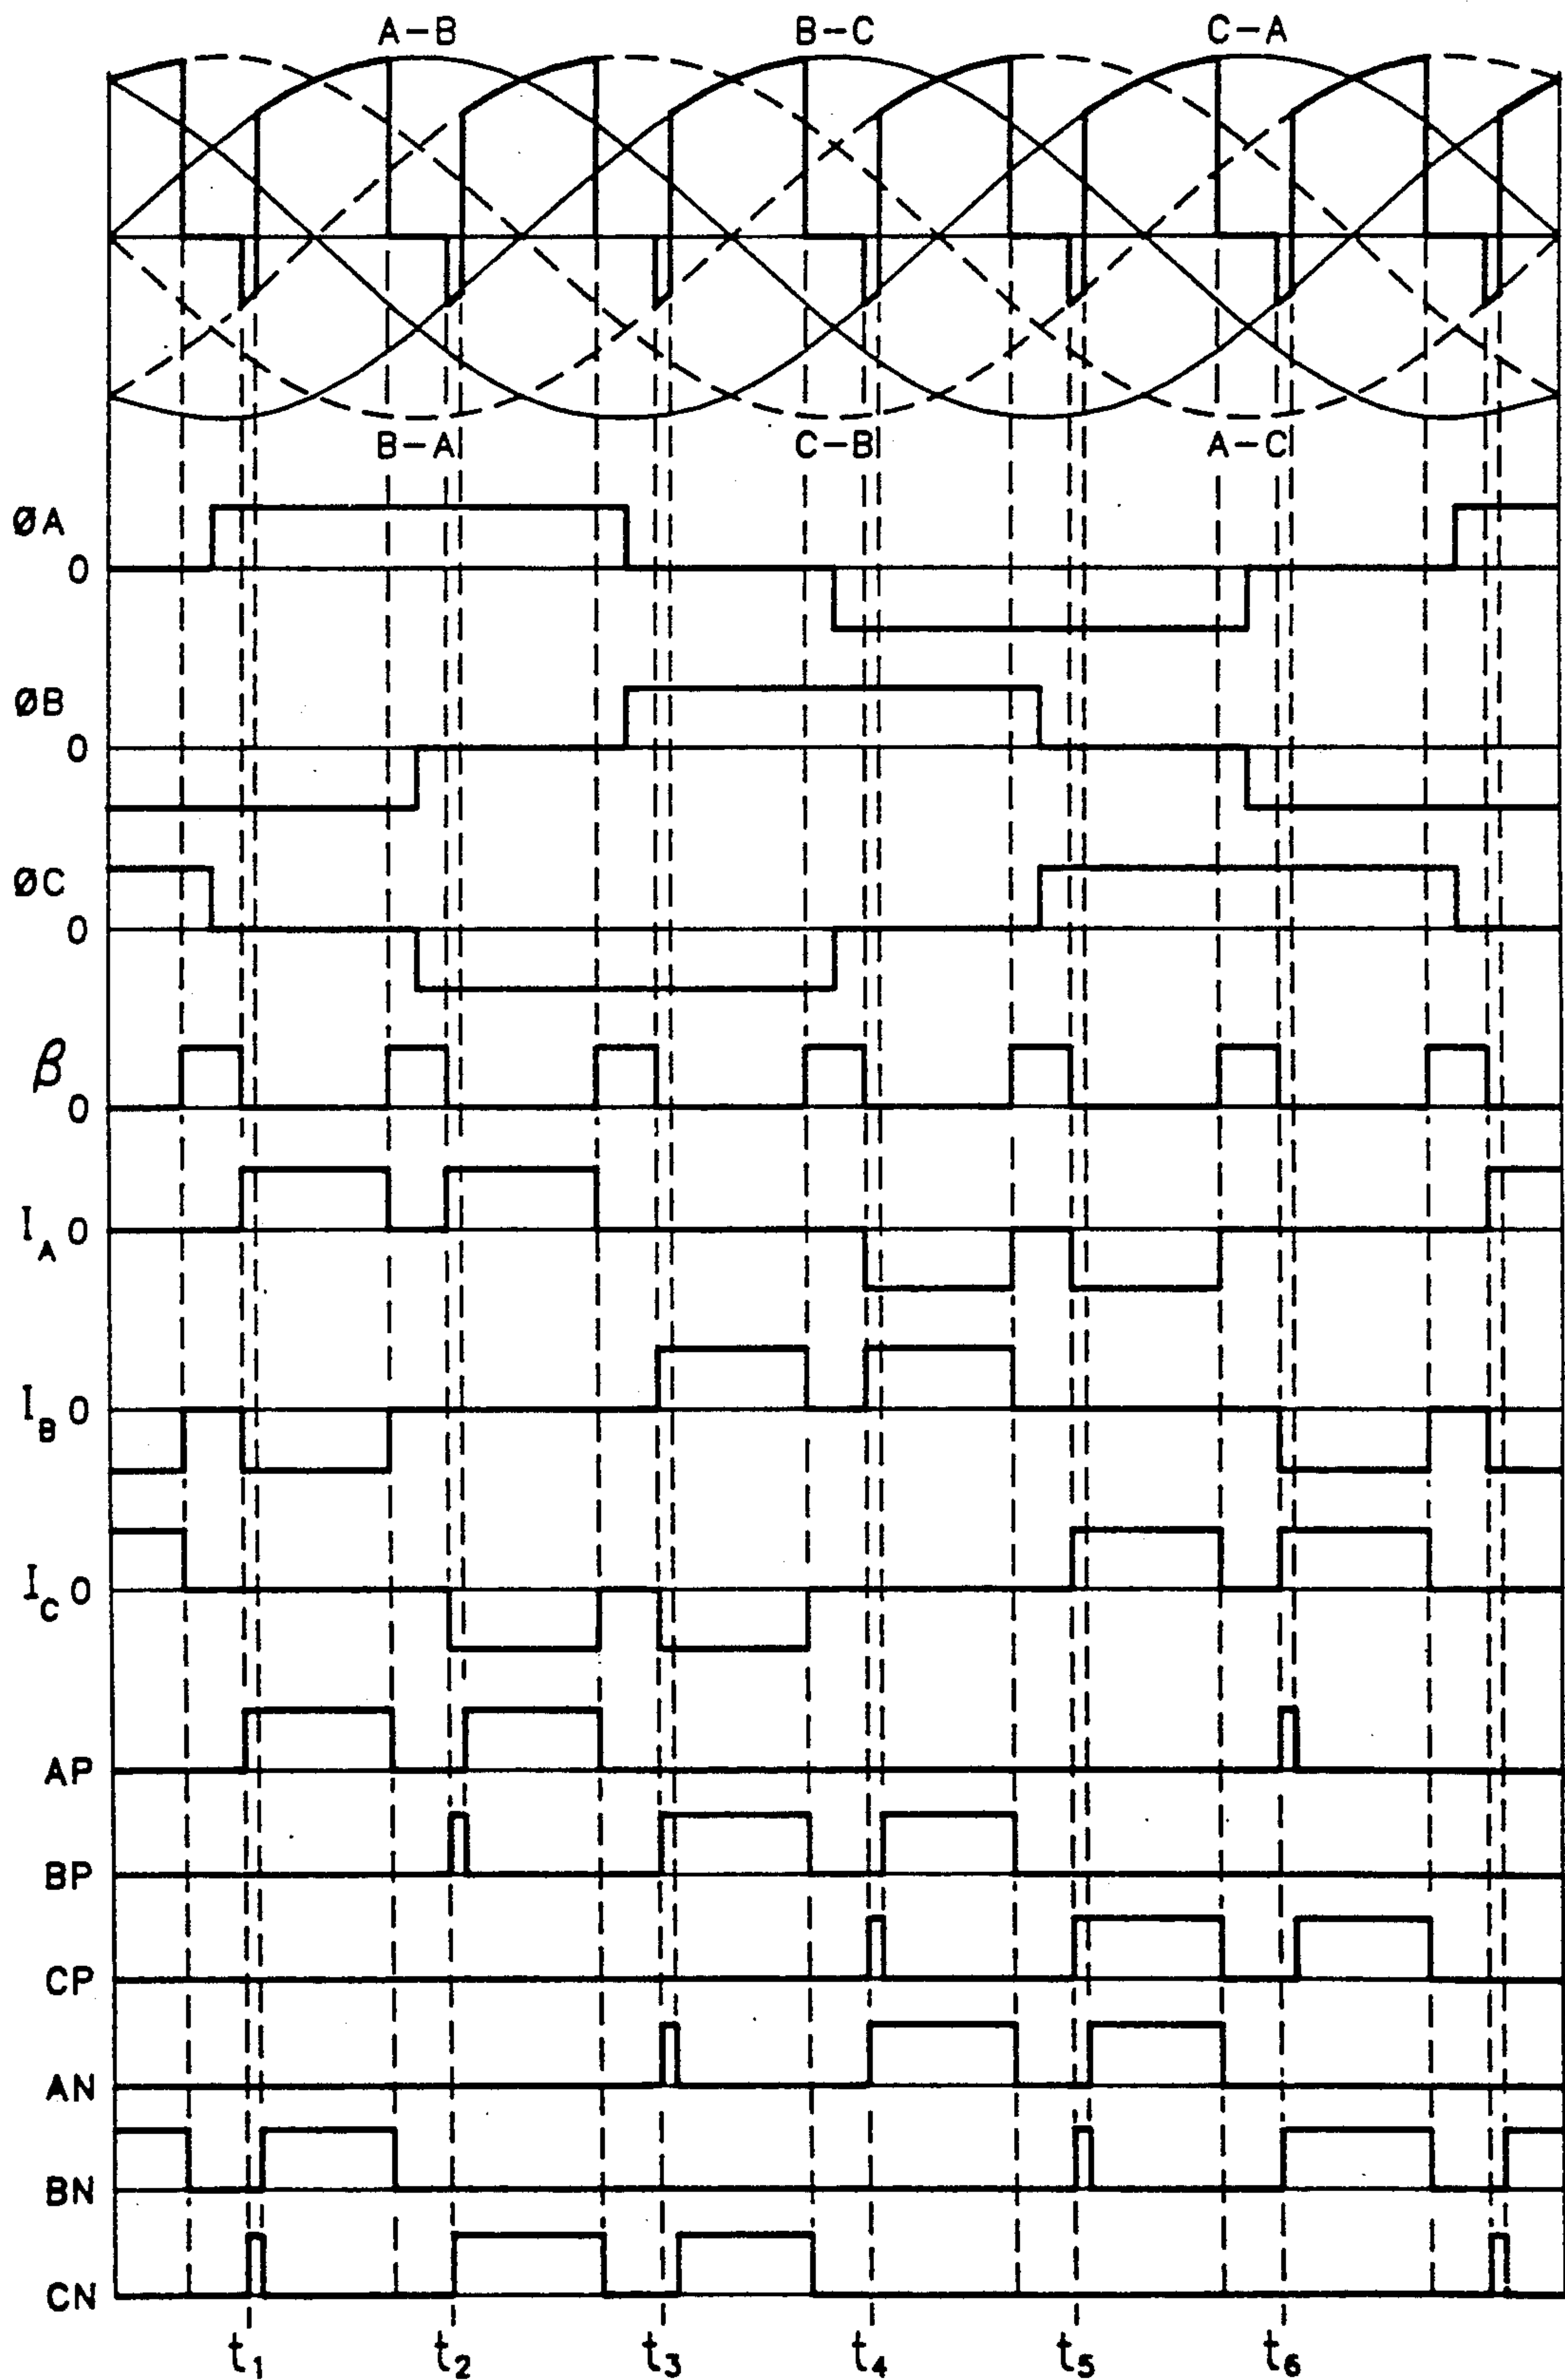 A-B B-C C-A
B-A C-B A-C
ØA
0
ØB
0
ØC
0
β
0
I_A 0
I_B 0
I_C 0
AP
BP
CP
AN
BN
CN
t₁ t₂ t₃ t₄ t₅ t₆